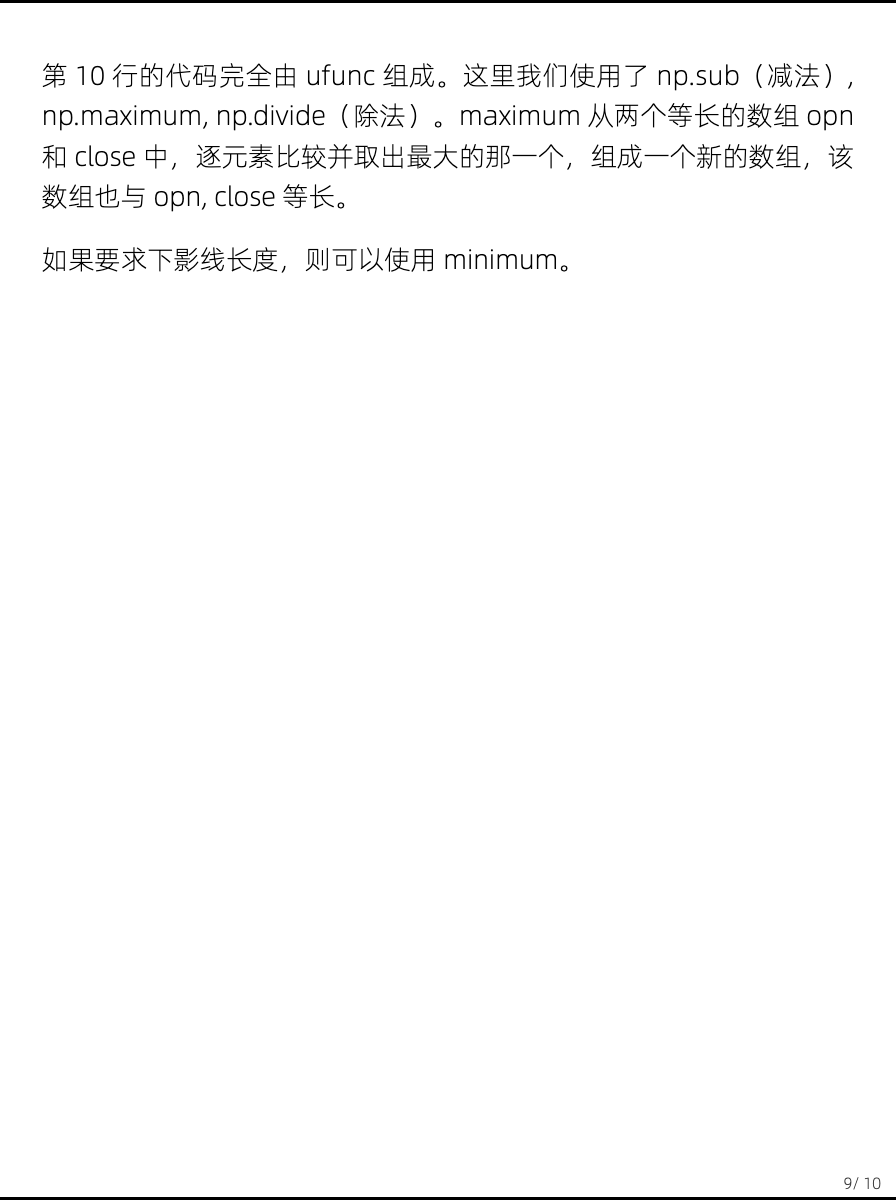 第 10 行的代码完全由 ufunc 组成。这里我们使用了 np.sub（减法）,
np.maximum, np.divide（除法）。maximum 从两个等长的数组 opn
和 close 中，逐元素比较并取出最大的那一个，组成一个新的数组，该
数组也与 opn, close 等长。
如果要求下影线长度，则可以使用 minimum。
9/ 10